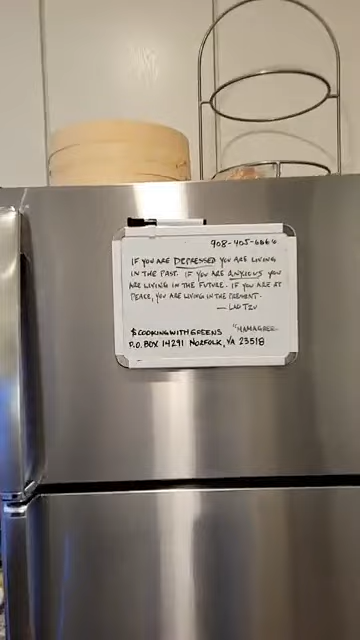 908-405-6666
IF YOU ARE DEPRESSED YOU ARE LIVING
IN THE PAST. IF YOU ARE ANXIOUS YOU
ARE LIVING IN THE FUTURE. IF YOU ARE AT
PEACE, YOU ARE LIVING IN THE PRESENT.
— LAO TZU
$COOKINGWITHGREENS "MAMAGREE
P.O. BOX 14291 NORFOLK, VA 23518